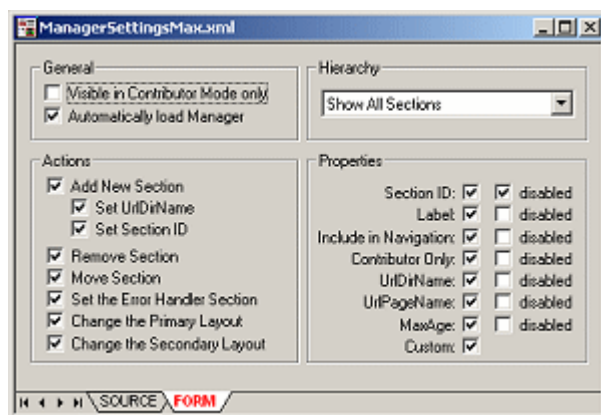 ManagerSettingsMax.xml
General
Visible in Contributor Mode only
Automatically load Manager
Hierarchy
Show All Sections
Actions
Add New Section
Set UrlDirName
Set Section ID
Remove Section
Move Section
Set the Error Handler Section
Change the Primary Layout
Change the Secondary Layout
Properties
Section ID: disabled
Label: disabled
Include in Navigation: disabled
Contributor Only: disabled
UrlDirName: disabled
UrlPageName: disabled
MaxAge: disabled
Custom:
SOURCE FORM